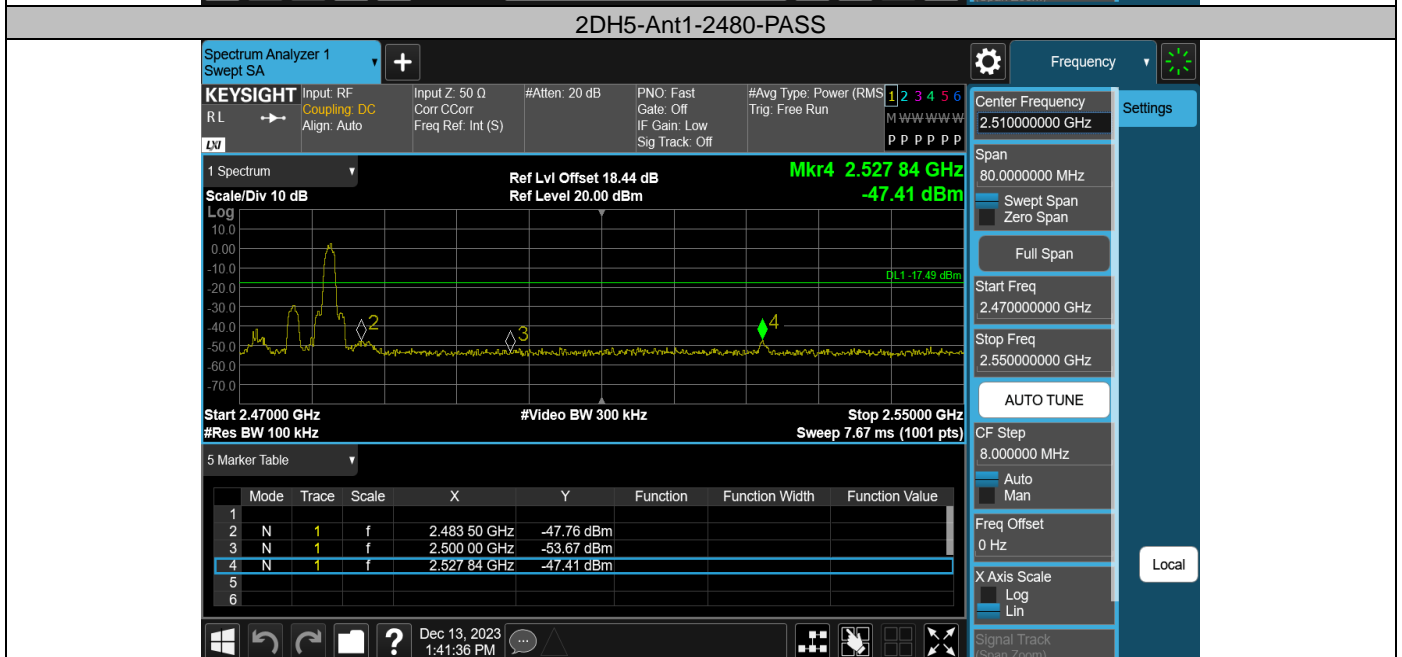 2DH5-Ant1-2480-PASS
Spectrum Analyzer 1
Swept SA
+
Frequency
KEYSIGHT
R L
LXI
Input: RF
Coupling: DC
Align: Auto
Input Z: 50 Ω
Corr CCorr
Freq Ref: Int (S)
#Atten: 20 dB
PNO: Fast
Gate: Off
IF Gain: Low
Sig Track: Off
#Avg Type: Power (RMS
Trig: Free Run
1 2 3 4 5 6
M W W W W W
P P P P P P
Center Frequency
2.510000000 GHz
Settings
1 Spectrum
Scale/Div 10 dB
Ref Lvl Offset 18.44 dB
Ref Level 20.00 dBm
Mkr4 2.527 84 GHz
-47.41 dBm
Span
80.0000000 MHz
Swept Span
Zero Span
Full Span
Log
10.0
0.00
-10.0
-20.0
-30.0
-40.0
-50.0
-60.0
-70.0
DL1 -17.49 dBm
2
3
4
Start Freq
2.470000000 GHz
Stop Freq
2.550000000 GHz
AUTO TUNE
Start 2.47000 GHz
#Video BW 300 kHz
Stop 2.55000 GHz
#Res BW 100 kHz
Sweep 7.67 ms (1001 pts)
CF Step
8.000000 MHz
Auto
Man
5 Marker Table
Mode Trace Scale X Y Function Function Width Function Value
1
2 N 1 f 2.483 50 GHz -47.76 dBm
3 N 1 f 2.500 00 GHz -53.67 dBm
4 N 1 f 2.527 84 GHz -47.41 dBm
5
6
Freq Offset
0 Hz
X Axis Scale
Log
Lin
Local
Signal Track
(Span Zoom)
?
Dec 13, 2023
1:41:36 PM